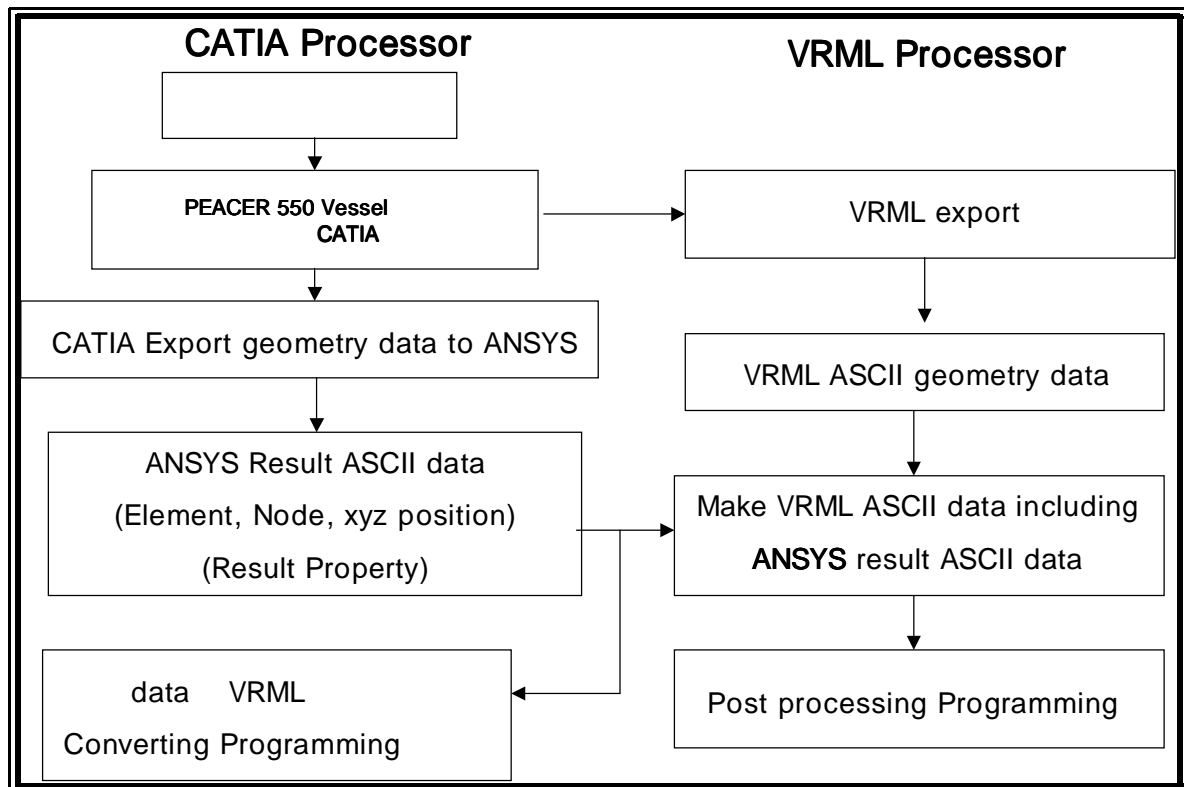 CATIA Processor
VRML Processor
PEACER 550 Vessel
CATIA
VRML export
CATIA Export geometry data to ANSYS
VRML ASCII geometry data
ANSYS Result ASCII data
(Element, Node, xyz position)
(Result Property)
Make VRML ASCII data including
ANSYS result ASCII data
data VRML
Converting Programming
Post processing Programming